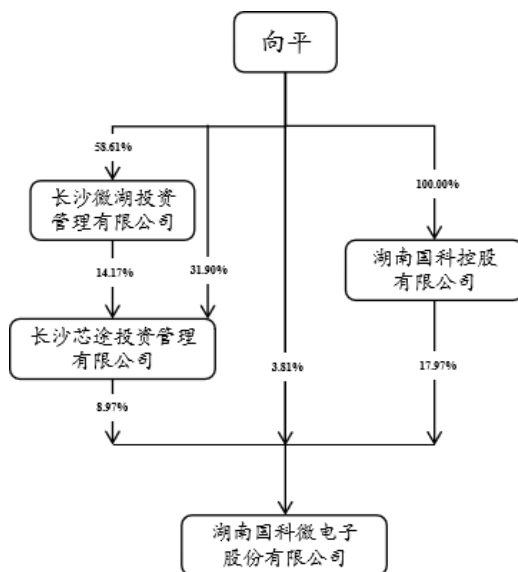 向平
58.61%
100.00%
长沙微湖投资
管理有限公司
湖南国科控股
有限公司
14.17%
31.90%
长沙芯途投资管理
有限公司
3.81%
17.97%
8.97%
湖南国科微电子
股份有限公司